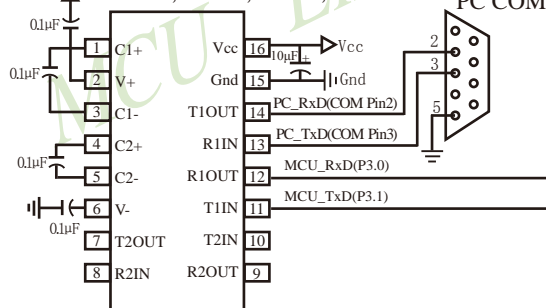 PC COM
0.1μF
1 C1+ Vcc 16 10μF + Vcc
0.1μF
2 V+ Gnd 15 Gnd
3 C1- T1OUT 14 PC_RxD(COM Pin2)
4 C2+ R1IN 13 PC_TxD(COM Pin3)
0.1μF
5 C2- R1OUT 12 MCU_RxD(P3.0)
6 V- T1IN 11 MCU_TxD(P3.1)
0.1μF
7 T2OUT T2IN 10
8 R2IN R2OUT 9
2
3
5
MCU